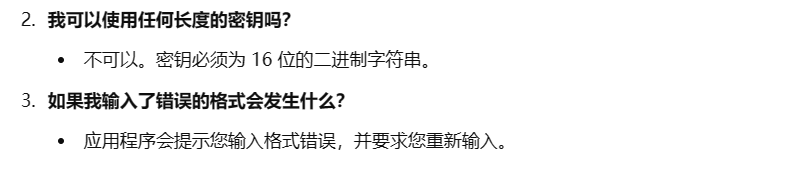 2. 我可以使用任何长度的密钥吗？
• 不可以。密钥必须为 16 位的二进制字符串。
3. 如果我输入了错误的格式会发生什么？
• 应用程序会提示您输入格式错误，并要求您重新输入。